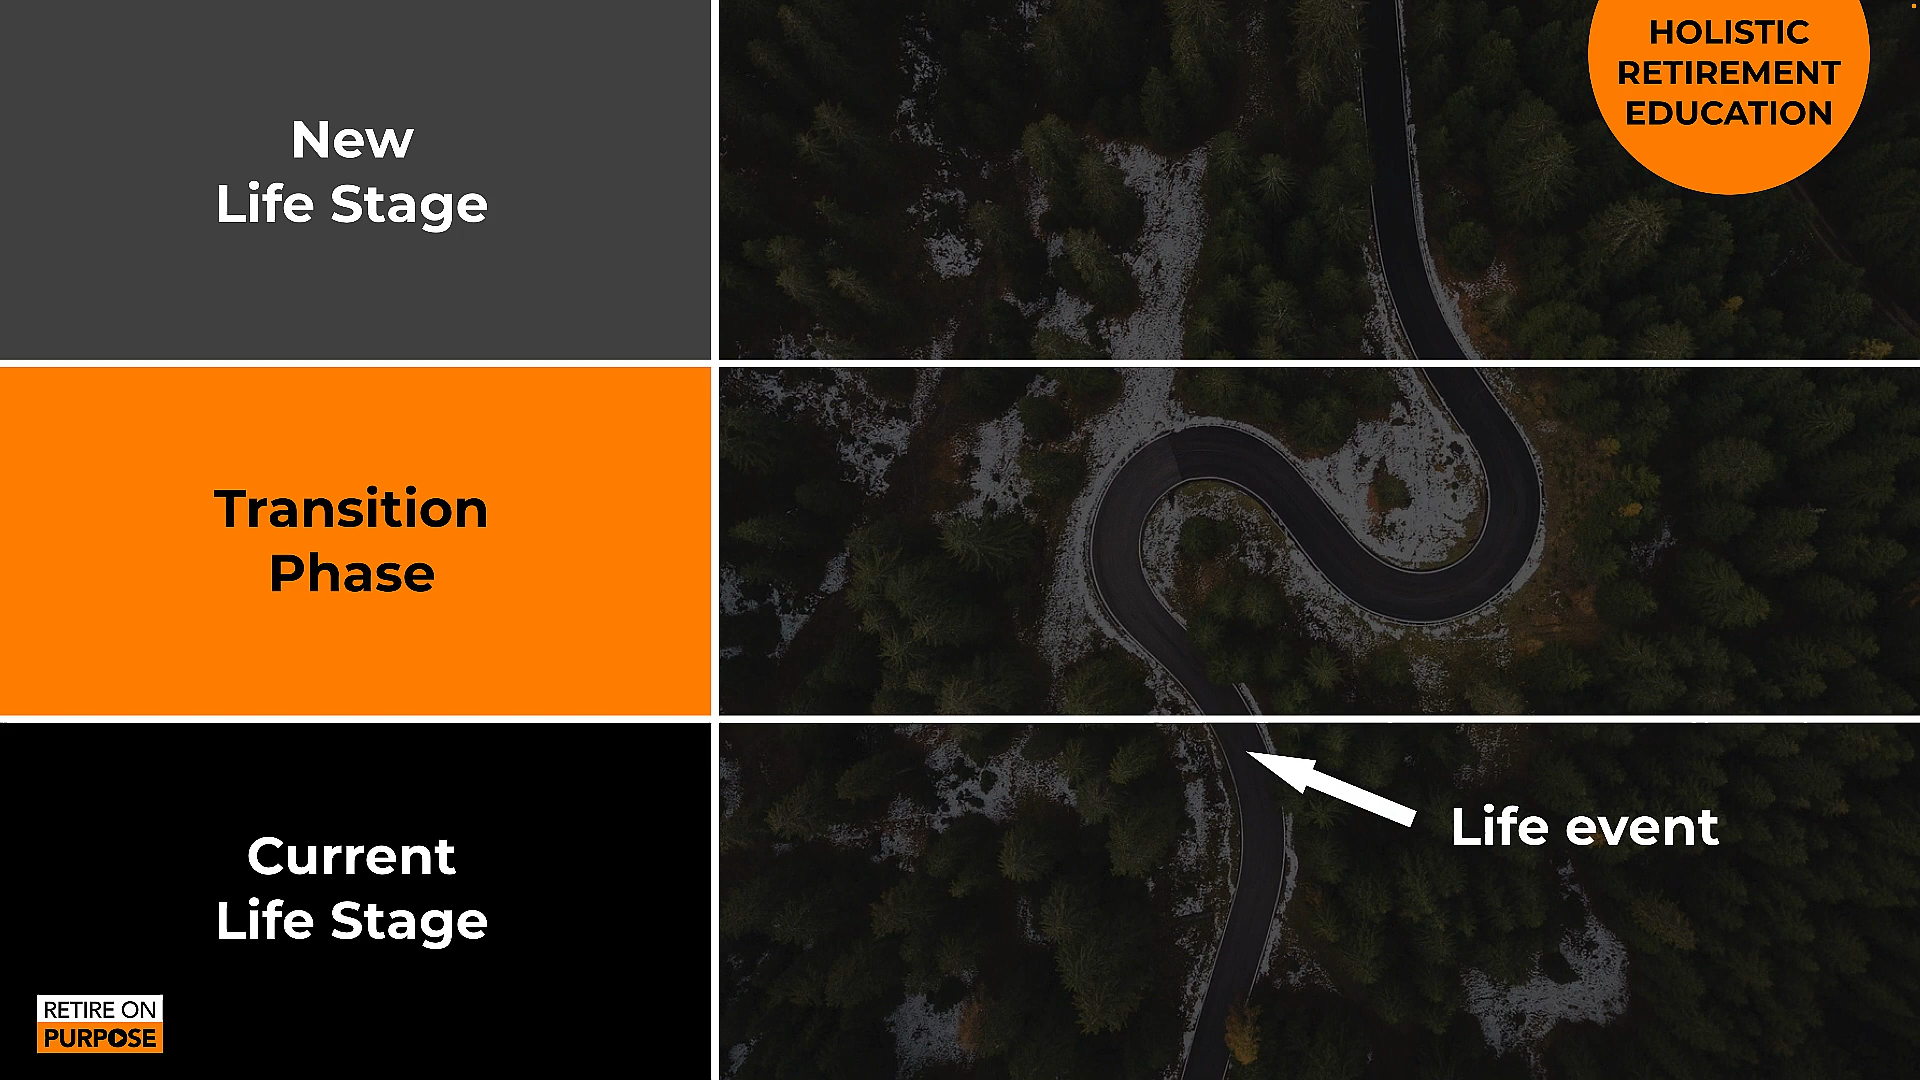 HOLISTIC
RETIREMENT
EDUCATION
New
Life Stage
Transition
Phase
Current
Life Stage
Life event
RETIRE ON
PURPOSE